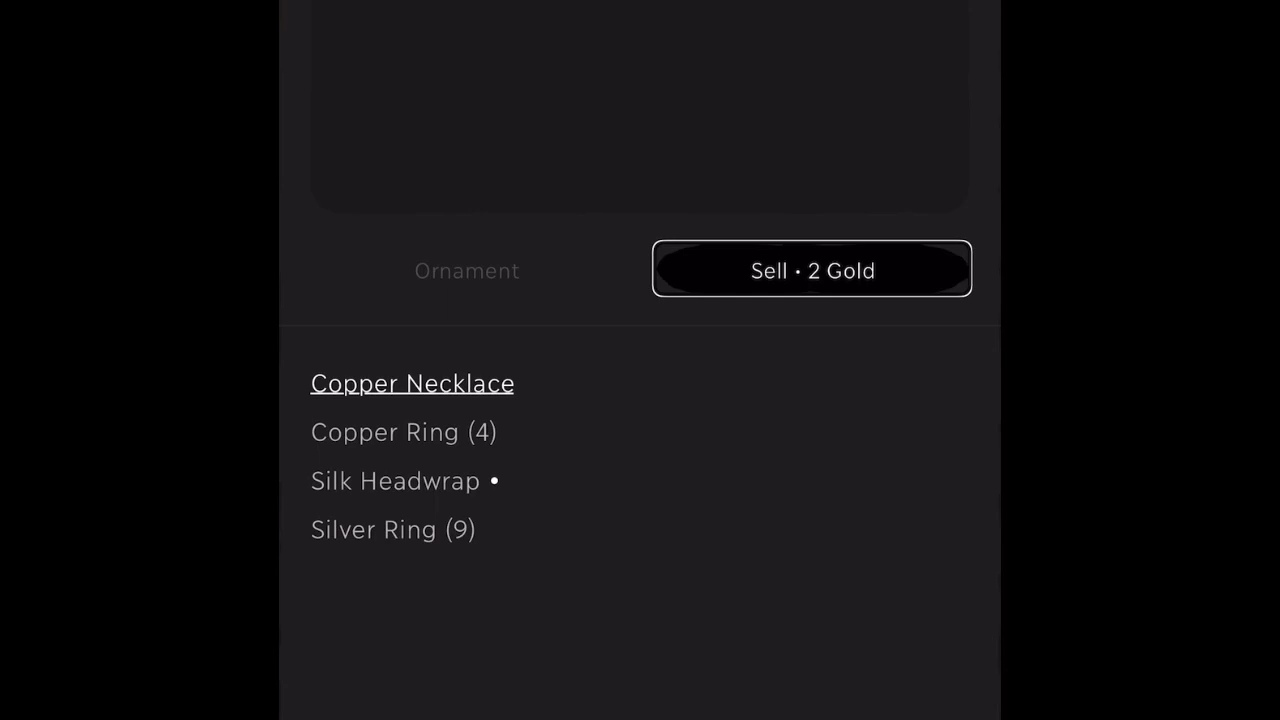 Ornament
Sell • 2 Gold
Copper Necklace
Copper Ring (4)
Silk Headwrap •
Silver Ring (9)